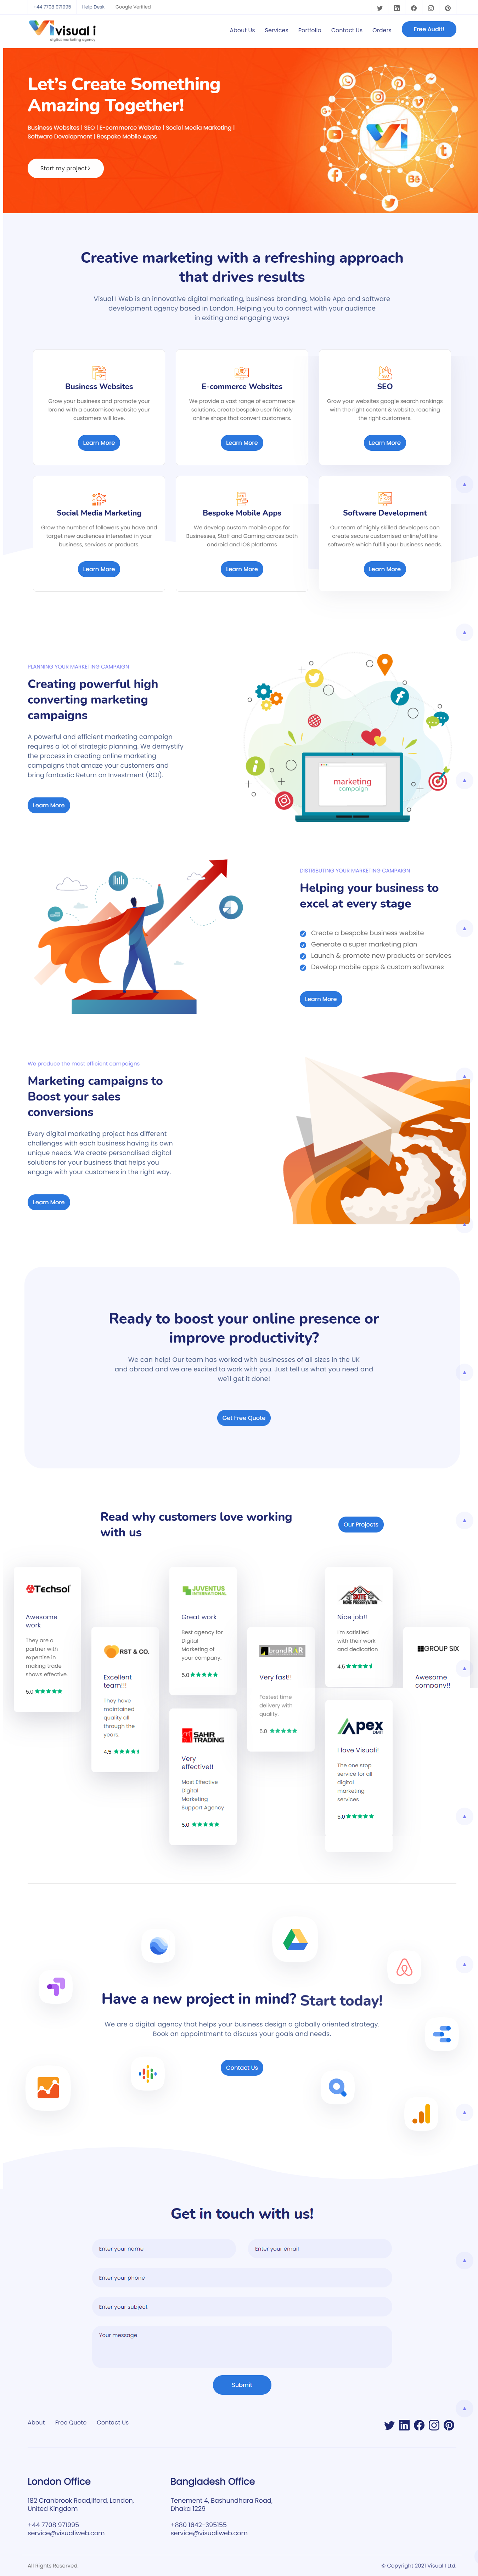 +44 7708 971995
Help Desk
Google Verified
Visual i
digital marketing agency
About Us
Services
Portfolio
Contact Us
Orders
Free Audit!
Let's Create Something
Amazing Together!
Business Websites | SEO | E-commerce Website | Social Media Marketing |
Software Development | Bespoke Mobile Apps
Start my project
Creative marketing with a refreshing approach
that drives results
Visual I Web is an innovative digital marketing, business branding, Mobile App and software
development agency based in London. Helping you to connect with your audience
in exiting and engaging ways
Business Websites
Grow your business and promote your
brand with a customised website your
customers will love.
Learn More
E-commerce Websites
We provide a vast range of ecommerce
solutions, create bespoke user friendly
online shops that convert customers.
Learn More
SEO
Grow your websites google search rankings
with the right content & website, reaching
the right customers.
Learn More
Social Media Marketing
Grow the number of followers you have and
target new audiences interested in your
business, services or products.
Learn More
Bespoke Mobile Apps
We develop custom mobile apps for
Businesses, Staff and Gaming across both
android and iOS platforms
Learn More
Software Development
Our team of highly skilled developers can
create secure customised online/offline
software's which fulfill your business needs.
Learn More
PLANNING YOUR MARKETING CAMPAIGN
Creating powerful high
converting marketing
campaigns
A powerful and efficient marketing campaign
requires a lot of strategic planning. We demystify
the process in creating online marketing
campaigns that amaze your customers and
bring fantastic Return on Investment (ROI).
Learn More
marketing
campaign
DISTRIBUTING YOUR MARKETING CAMPAIGN
Helping your business to
excel at every stage
Create a bespoke business website
Generate a super marketing plan
Launch & promote new products or services
Develop mobile apps & custom softwares
Learn More
We produce the most efficient campaigns
Marketing campaigns to
Boost your sales
conversions
Every digital marketing project has different
challenges with each business having its own
unique needs. We create personalised digital
solutions for your business that helps you
engage with your customers in the right way.
Learn More
Ready to boost your online presence or
improve productivity?
We can help! Our team has worked with businesses of all sizes in the UK
and abroad and we are excited to work with you. Just tell us what you need and
we'll get it done!
Get Free Quote
Read why customers love working
with us
Our Projects
Techsol
Awesome
work
They are a
partner with
expertise in
making trade
shows effective.
5.0
RST & CO.
Excellent
team!!!
They have
maintained
quality all
through the
years.
4.5
JUVENTUS
INTERNATIONAL
Great work
Best agency for
Digital
Marketing of
your company.
5.0
SAHIR
TRADING
Very
effective!!
Most Effective
Digital
Marketing
Support Agency
5.0
Very fast!!
Fastest time
delivery with
quality.
5.0
HOME PRESERVATION
Nice job!!
I'm satisfied
with their work
and dedication
4.5
Apex
I love Visuali!
The one stop
service for all
digital
marketing
services
5.0
GROUP SIX
Awesome
company!!
Have a new project in mind? Start today!
We are a digital agency that helps your business design a globally oriented strategy.
Book an appointment to discuss your goals and needs.
Contact Us
Get in touch with us!
Enter your name
Enter your email
Enter your phone
Enter your subject
Your message
Submit
About
Free Quote
Contact Us
London Office
182 Cranbrook Road,Ilford, London,
United Kingdom
+44 7708 971995
service@visualiweb.com
Bangladesh Office
Tenement 4, Bashundhara Road,
Dhaka 1229
+880 1642-395155
service@visualiweb.com
All Rights Reserved.
© Copyright 2021 Visual i Ltd.